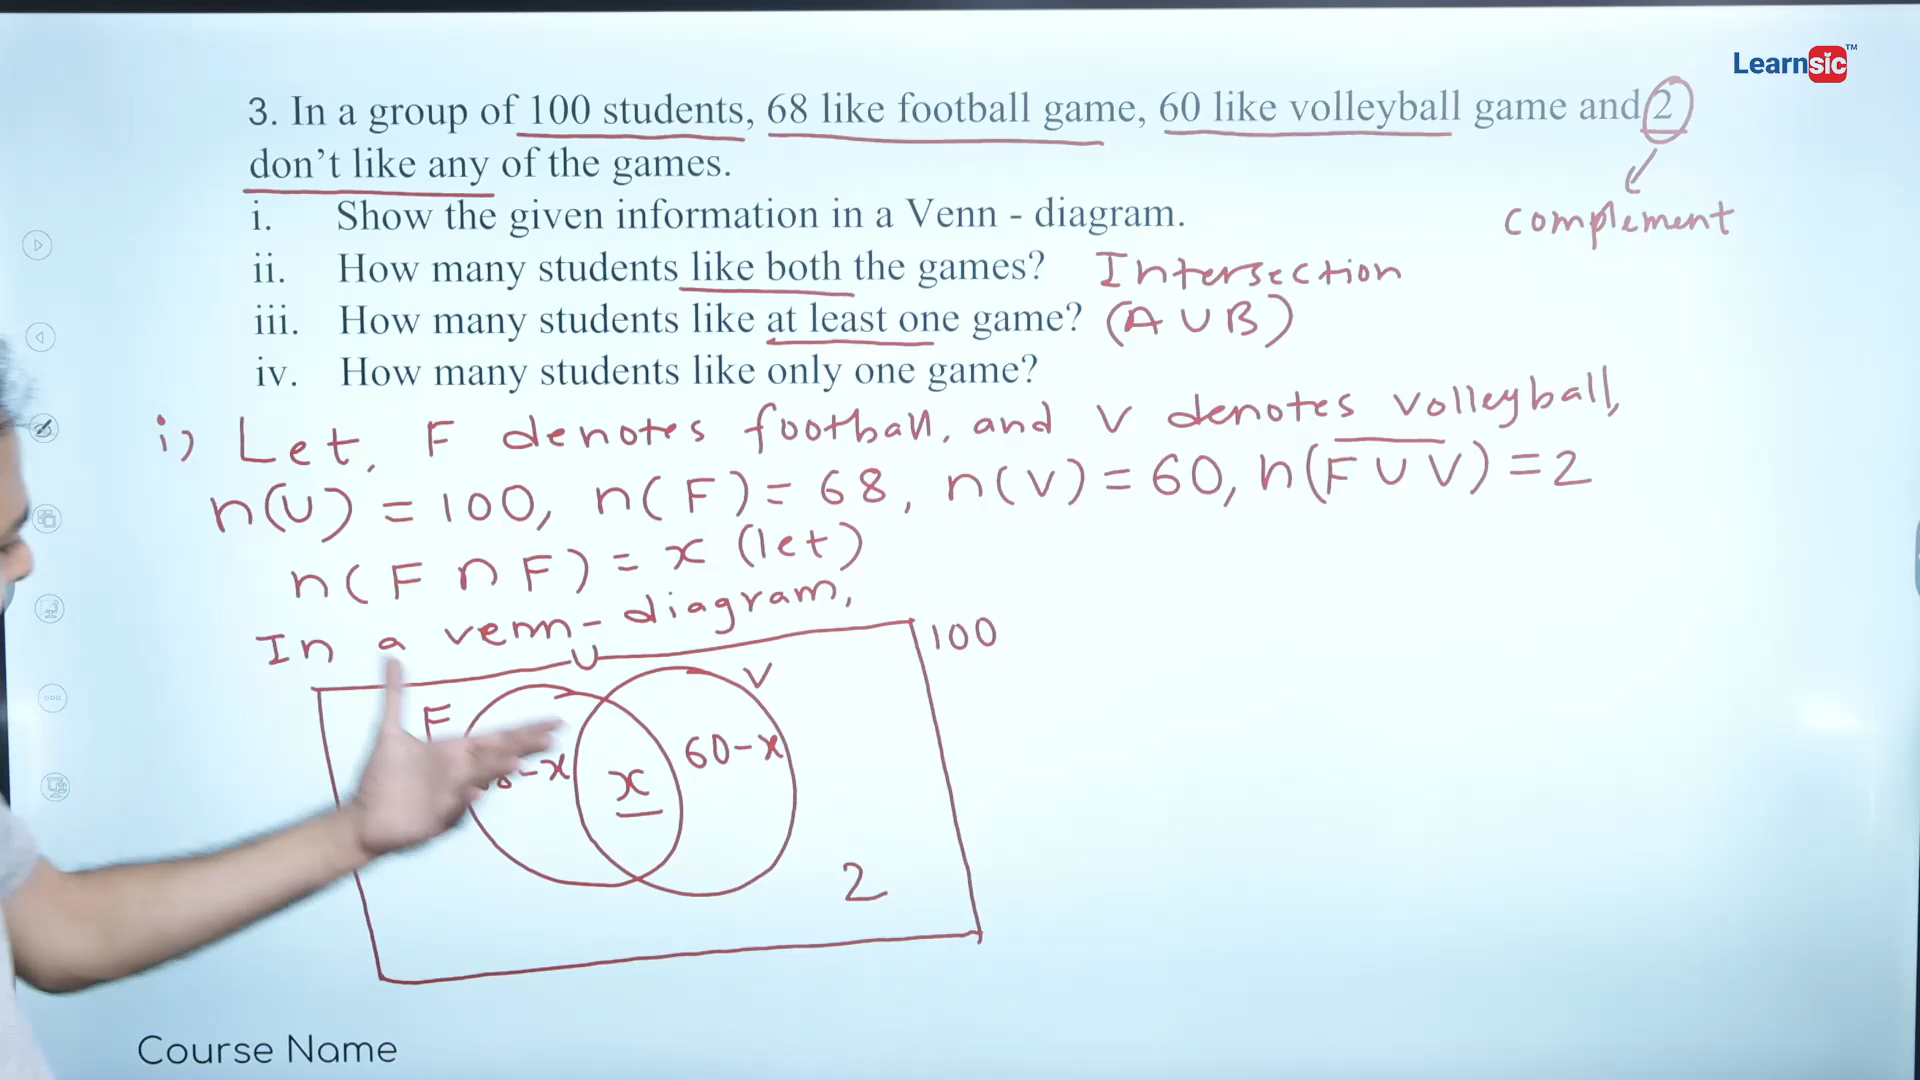 Learnsic™
3. In a group of 100 students, 68 like football game, 60 like volleyball game and 2
don't like any of the games.
i. Show the given information in a Venn - diagram.
complement
ii. How many students like both the games? Intersection
iii. How many students like at least one game? (A ∪ B)
iv. How many students like only one game?
i) Let, F denotes football, and V denotes volleyball,
n(U) = 100, n(F) = 68, n(V) = 60, n(F̅ ̅∪̅ ̅V̅) = 2
n(F ∩ F) = x (let)
In a venn-diagram,
U
100
F
V
-x
x
60-x
2
Course Name